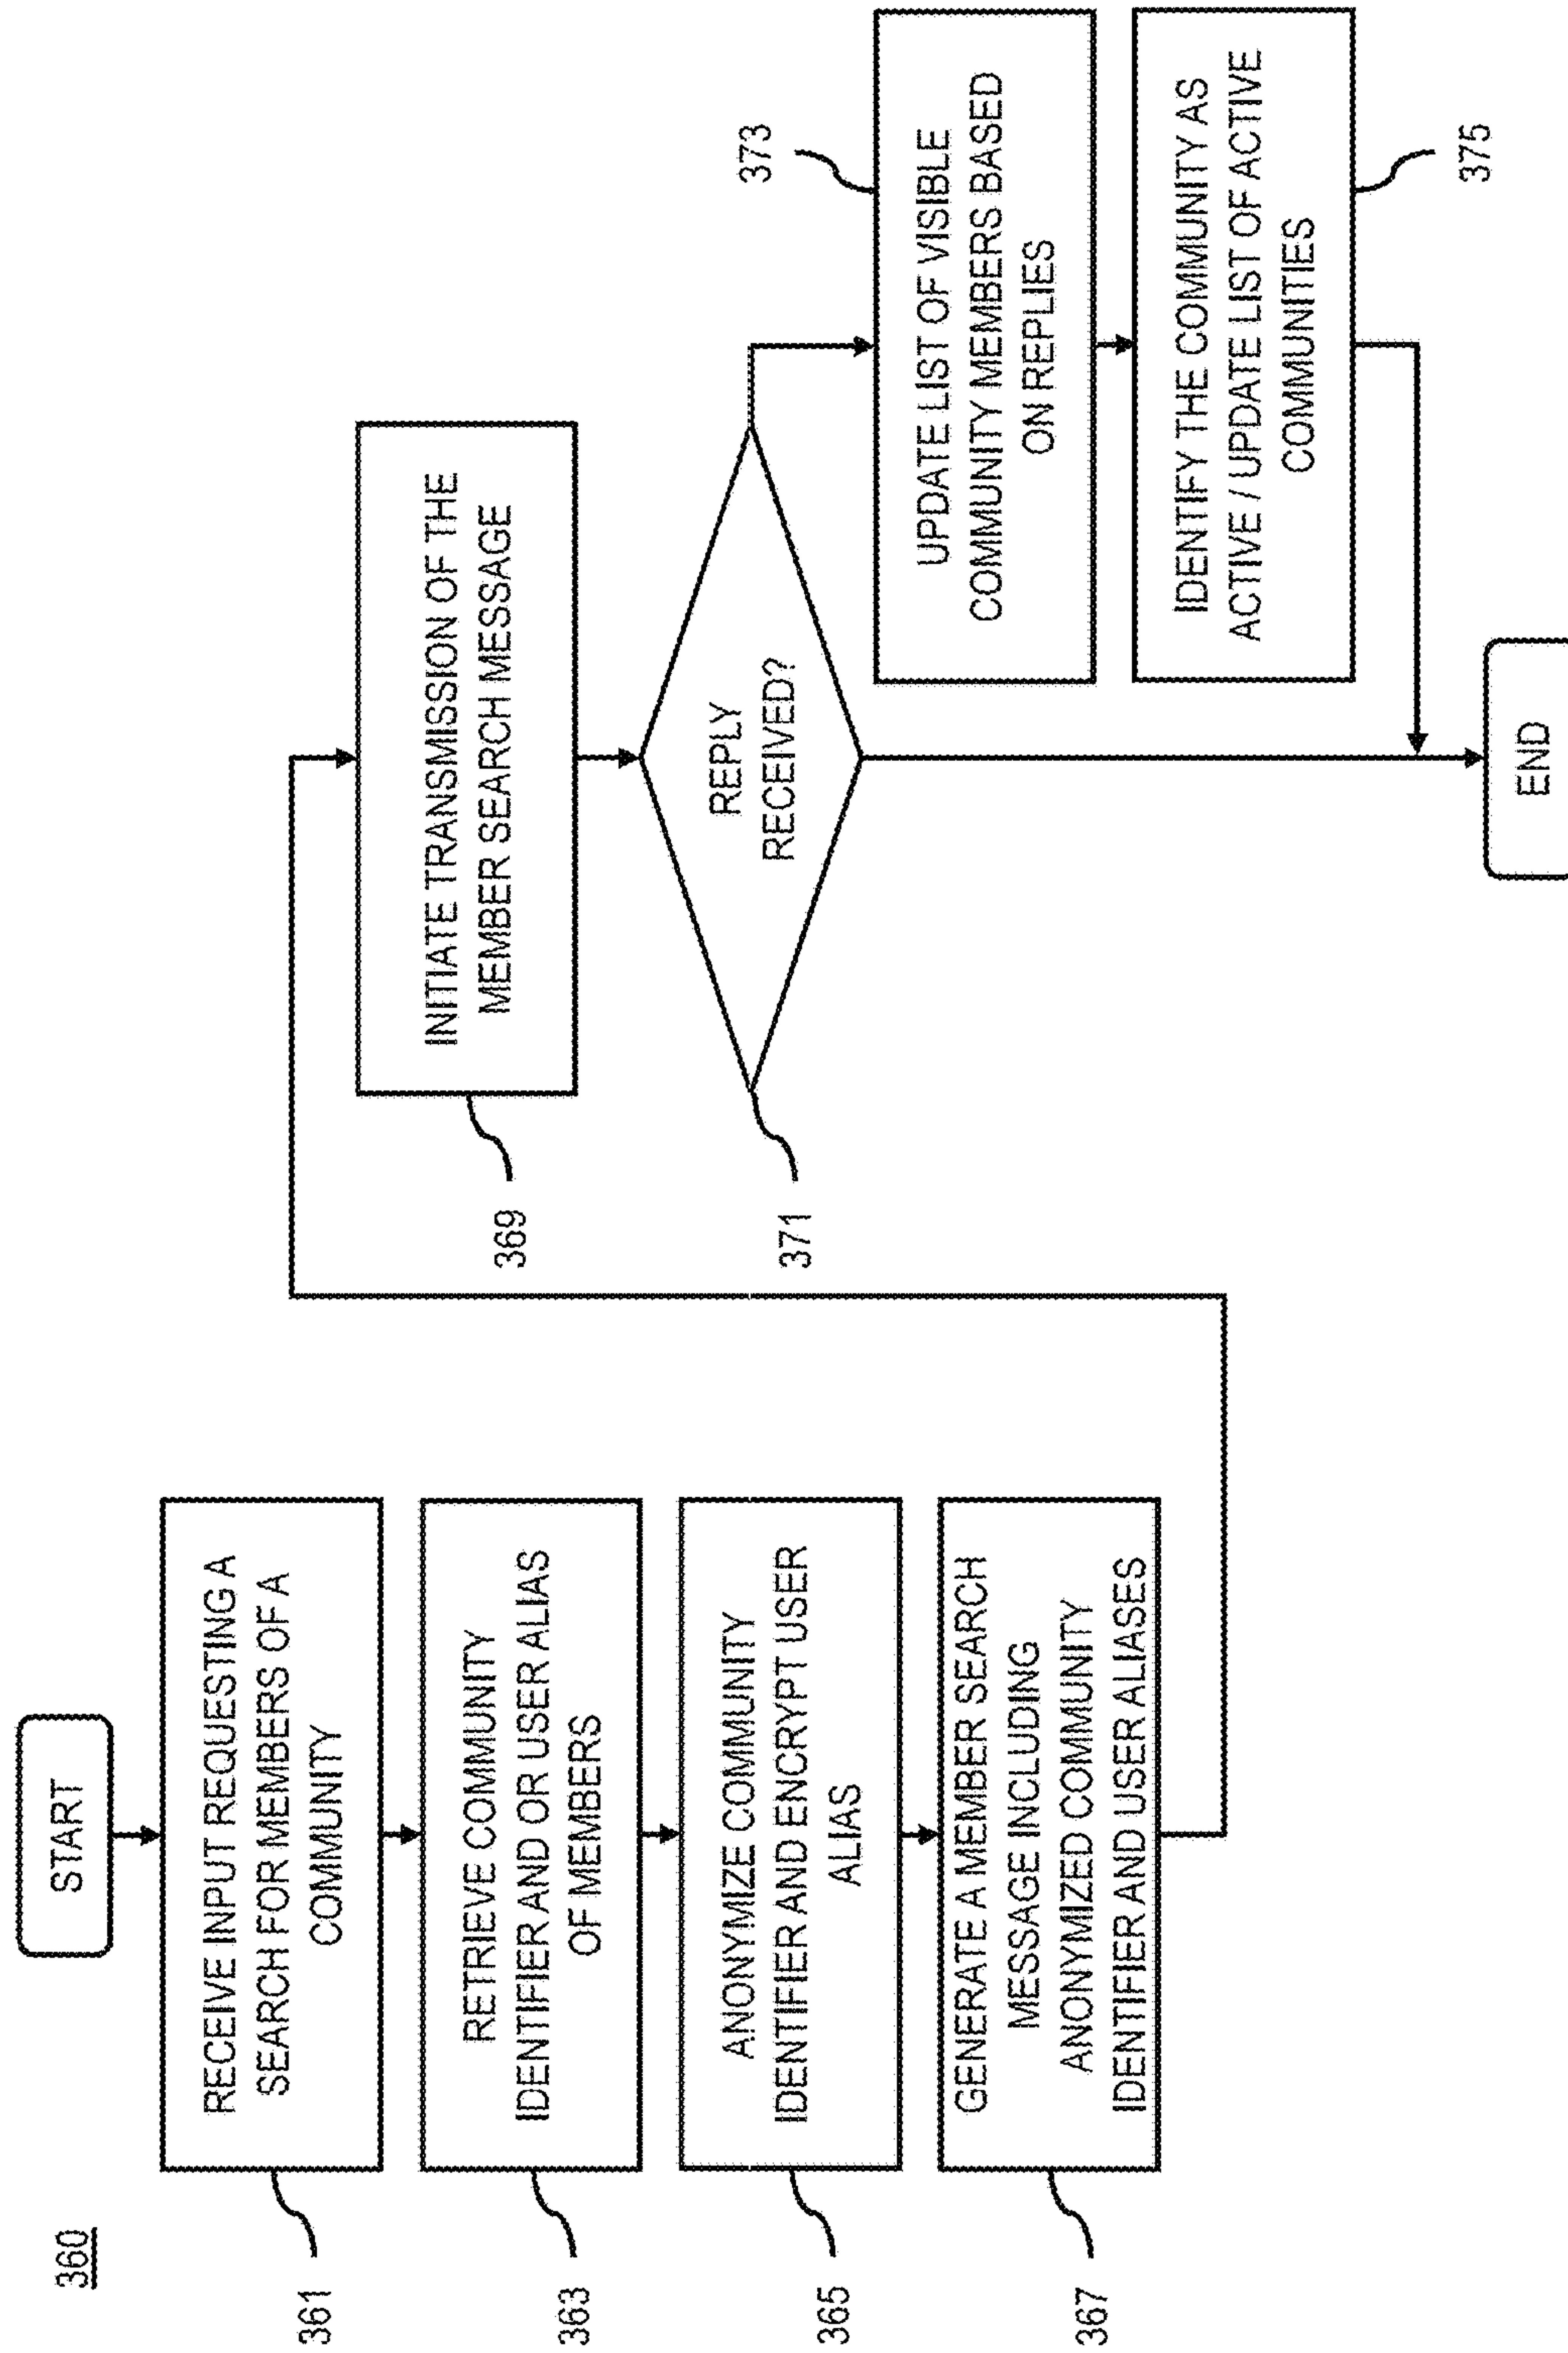 360
START
361
RECEIVE INPUT REQUESTING A
SEARCH FOR MEMBERS OF A
COMMUNITY
363
RETRIEVE COMMUNITY
IDENTIFIER AND OR USER ALIAS
OF MEMBERS
365
ANONYMIZE COMMUNITY
IDENTIFIER AND ENCRYPT USER
ALIAS
367
GENERATE A MEMBER SEARCH
MESSAGE INCLUDING
ANONYMIZED COMMUNITY
IDENTIFIER AND USER ALIASES
369
INITIATE TRANSMISSION OF THE
MEMBER SEARCH MESSAGE
371
REPLY
RECEIVED?
373
UPDATE LIST OF VISIBLE
COMMUNITY MEMBERS BASED
ON REPLIES
IDENTIFY THE COMMUNITY AS
ACTIVE / UPDATE LIST OF ACTIVE
COMMUNITIES
375
END